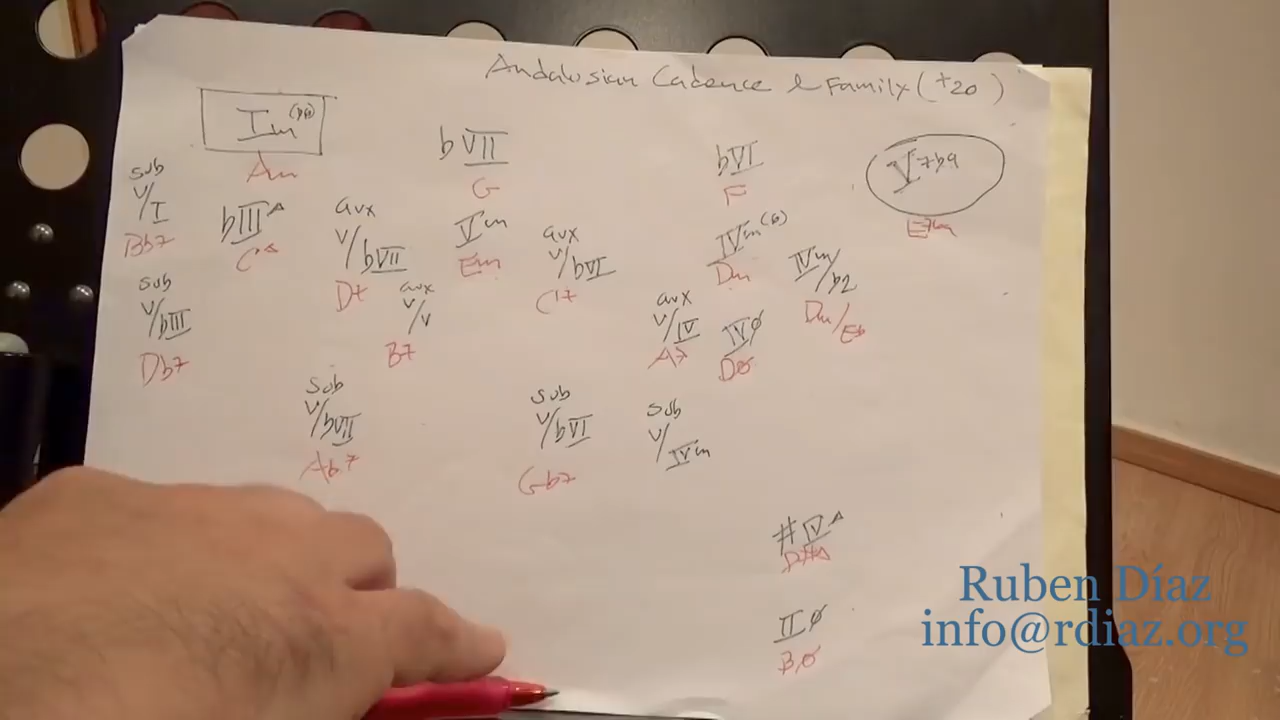 Andalusian Cadence & Family (+20)
Im(b6)
Am
bVII
G
bVI
F
V7b9
sub
V/I
Bb7
bIIIΔ
CΔ
aux
V/bVII
D7
Vm
Em
aux
V/bVI
C7
IVm(6)
Dm
IVm/b2
Dm/Eb
sub
V/bIII
Db7
aux
V/V
B7
aux
V/IV
A7
IVø
Dø
sub
V/bVII
Ab7
sub
V/bVI
Gb7
sub
V/IVm
#IVΔ
D#Δ
IIø
Bø
Ruben Díaz
info@rdiaz.org